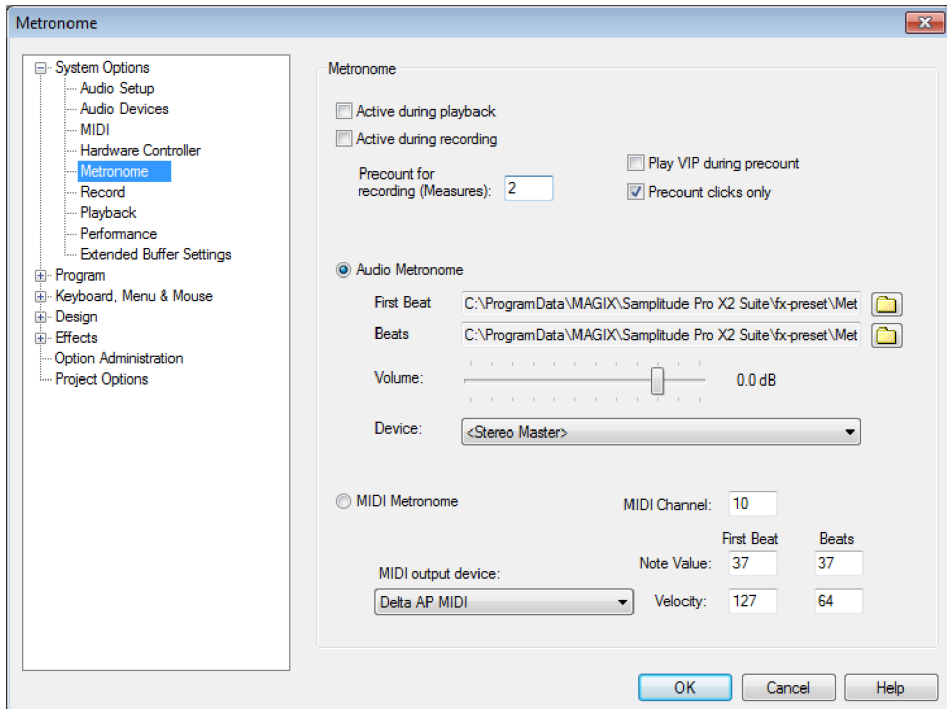 Metronome
System Options
Audio Setup
Audio Devices
MIDI
Hardware Controller
Metronome
Record
Playback
Performance
Extended Buffer Settings
Program
Keyboard, Menu & Mouse
Design
Effects
Option Administration
Project Options
Metronome
Active during playback
Active during recording
Precount for
recording (Measures): 2
Play VIP during precount
Precount clicks only
Audio Metronome
First Beat C:\ProgramData\MAGIX\Samplitude Pro X2 Suite\fx-preset\Met
Beats C:\ProgramData\MAGIX\Samplitude Pro X2 Suite\fx-preset\Met
Volume: 0.0 dB
Device: <Stereo Master>
MIDI Metronome
MIDI Channel: 10
First Beat Beats
Note Value: 37 37
MIDI output device:
Delta AP MIDI
Velocity: 127 64
OK Cancel Help